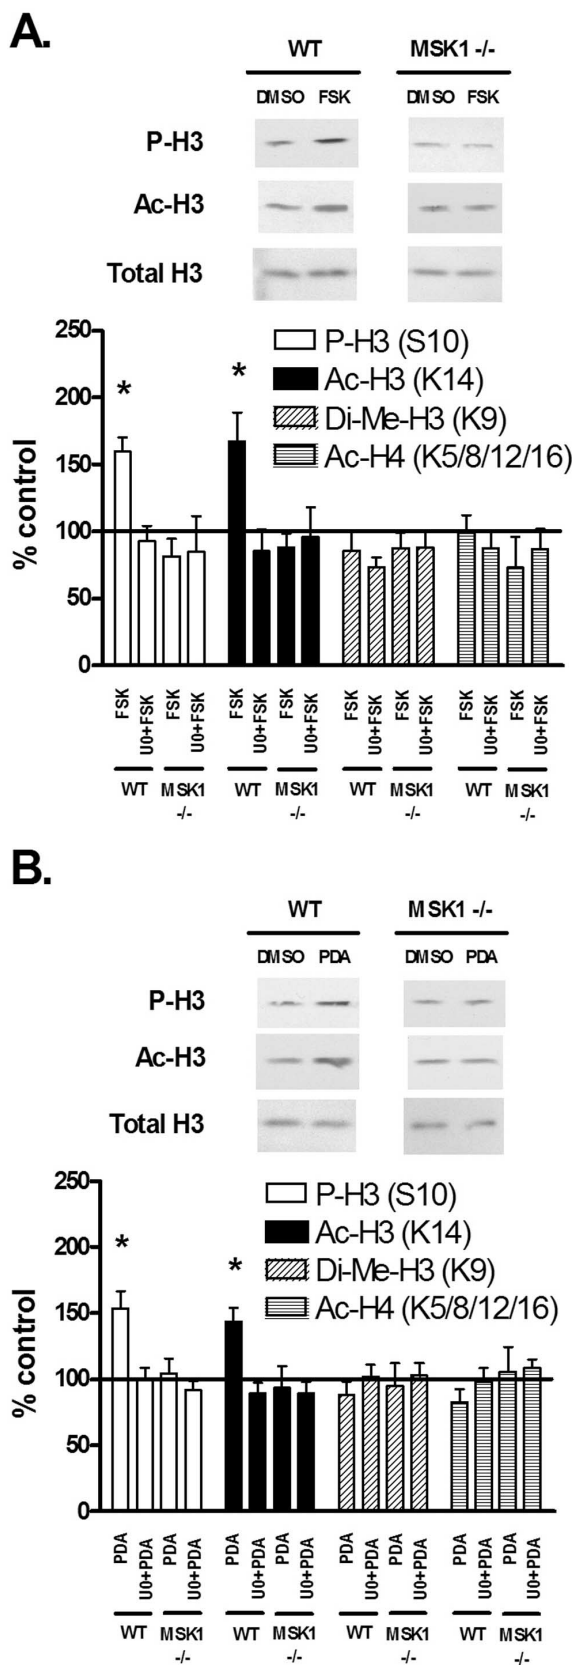 A.
WT MSK1 -/-
DMSO FSK DMSO FSK
P-H3
Ac-H3
Total H3
250
200
150
100
50
0
% control
* *
P-H3 (S10)
Ac-H3 (K14)
Di-Me-H3 (K9)
Ac-H4 (K5/8/12/16)
FSK U0+FSK FSK U0+FSK FSK U0+FSK FSK U0+FSK FSK U0+FSK FSK U0+FSK FSK U0+FSK FSK U0+FSK
WT MSK1 WT MSK1 WT MSK1 WT MSK1
-/- -/- -/- -/-
B.
WT MSK1 -/-
DMSO PDA DMSO PDA
P-H3
Ac-H3
Total H3
250
200
150
100
50
0
% control
* *
P-H3 (S10)
Ac-H3 (K14)
Di-Me-H3 (K9)
Ac-H4 (K5/8/12/16)
PDA U0+PDA PDA U0+PDA PDA U0+PDA PDA U0+PDA PDA U0+PDA PDA U0+PDA PDA U0+PDA PDA U0+PDA
WT MSK1 WT MSK1 WT MSK1 WT MSK1
-/- -/- -/- -/-